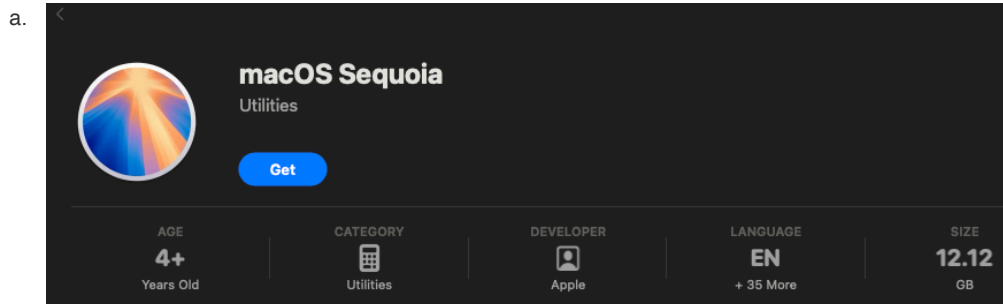 a.
macOS Sequoia
Utilities
Get
AGE CATEGORY DEVELOPER LANGUAGE SIZE
4+ EN 12.12
Years Old Utilities Apple + 35 More GB